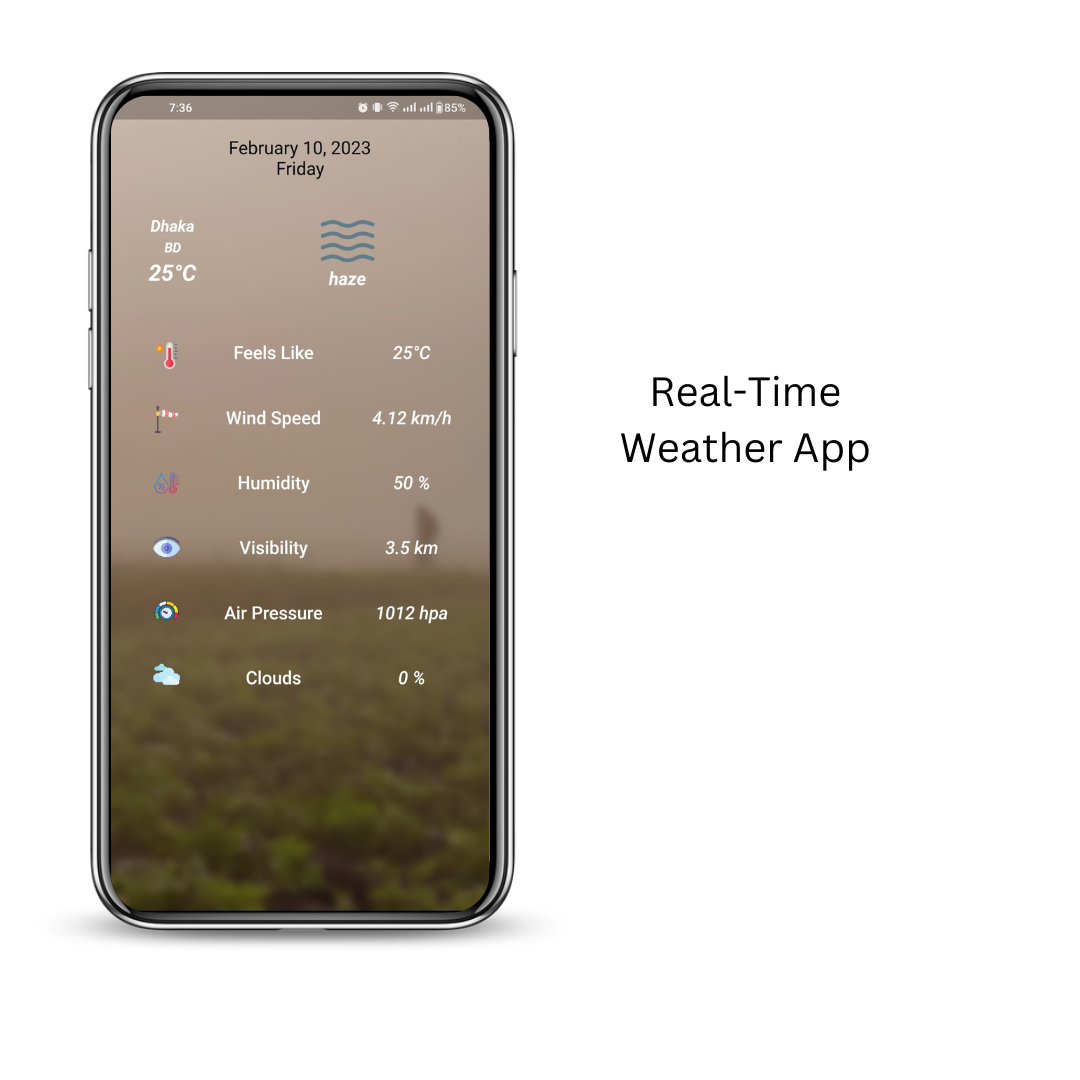 7:36 85%
February 10, 2023
Friday
Dhaka
BD
25°C
haze
Feels Like 25°C
Wind Speed 4.12 km/h
Humidity 50 %
Visibility 3.5 km
Air Pressure 1012 hpa
Clouds 0 %
Real-Time
Weather App